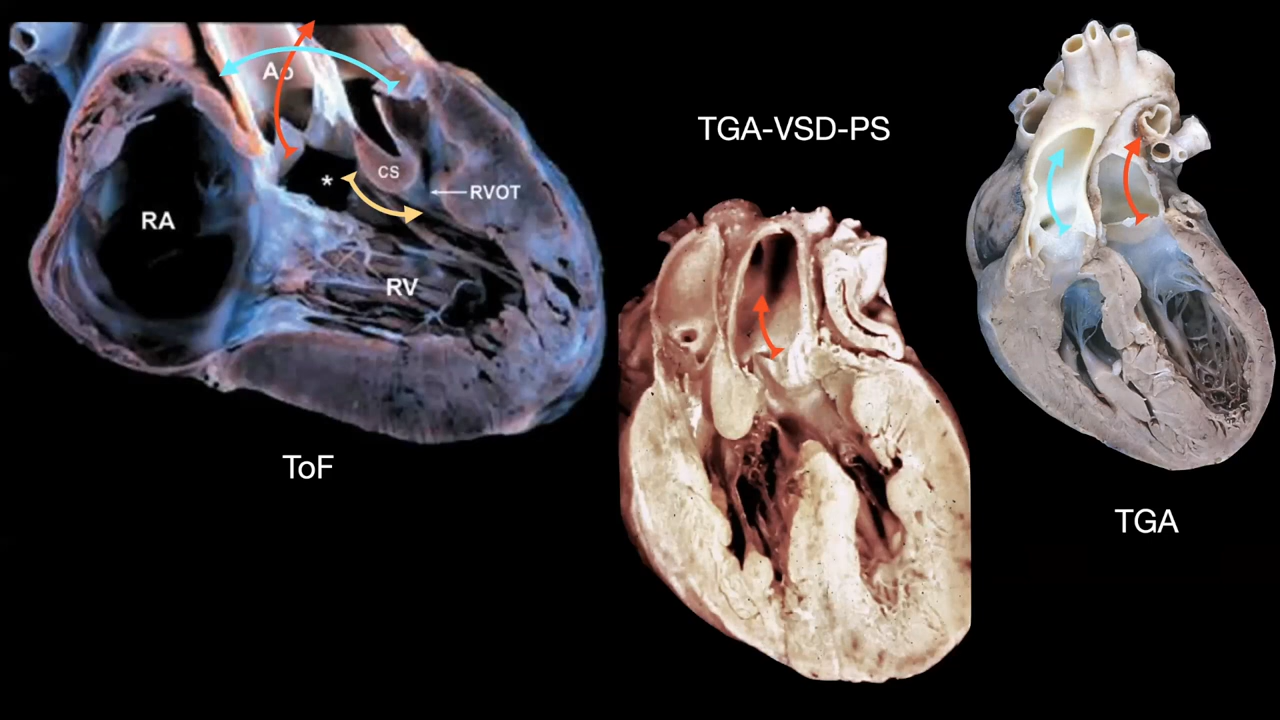 Ao
CS
*
RVOT
RA
RV
ToF
TGA-VSD-PS
TGA